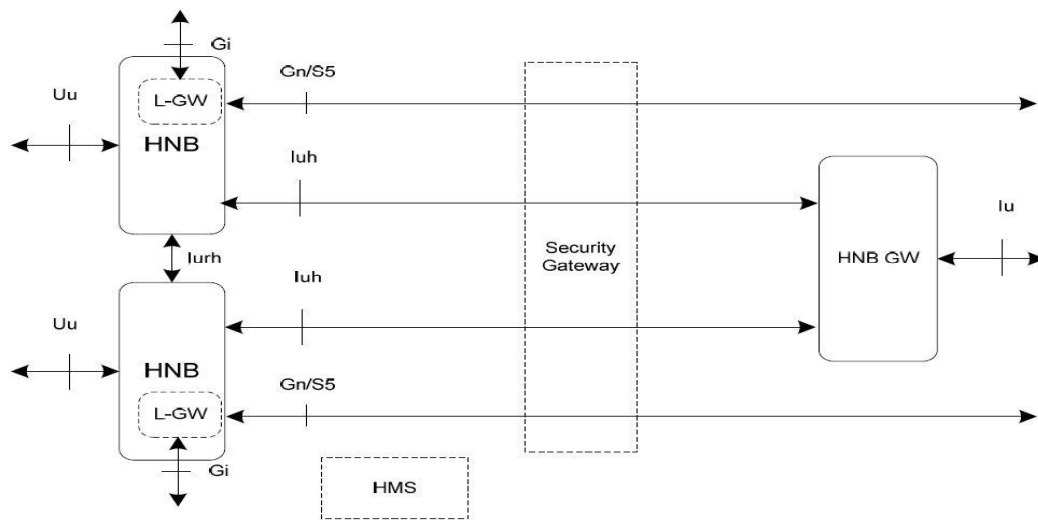 Gi
Gn/S5
Uu
L-GW
HNB
Iuh
Iu
Iurh
Security
Gateway
HNB GW
Iuh
Uu
HNB
Gn/S5
L-GW
Gi
HMS